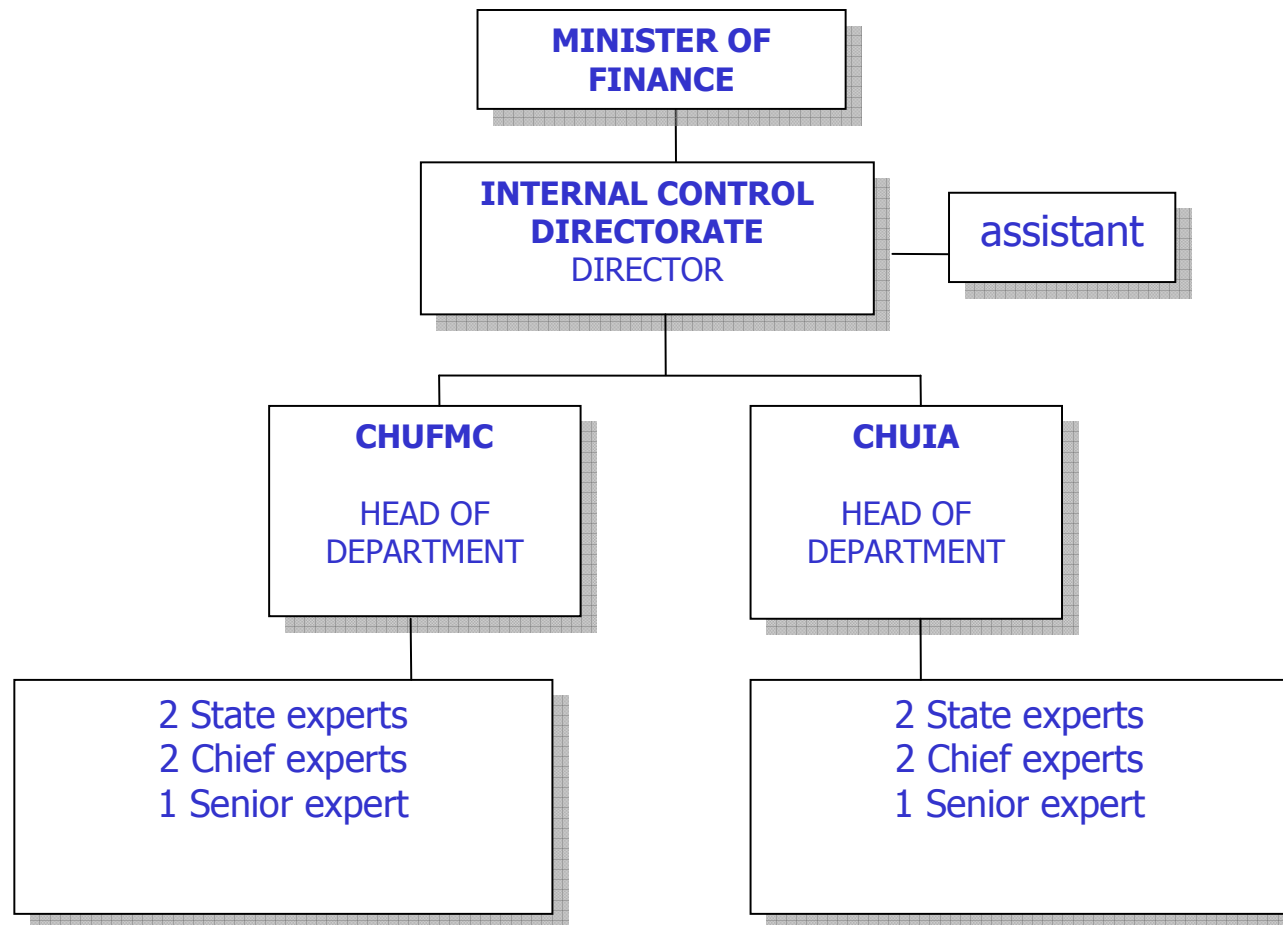 MINISTER OF
FINANCE
INTERNAL CONTROL
DIRECTORATE
DIRECTOR
assistant
CHUFMC
HEAD OF
DEPARTMENT
CHUIA
HEAD OF
DEPARTMENT
2 State experts
2 Chief experts
1 Senior expert
2 State experts
2 Chief experts
1 Senior expert